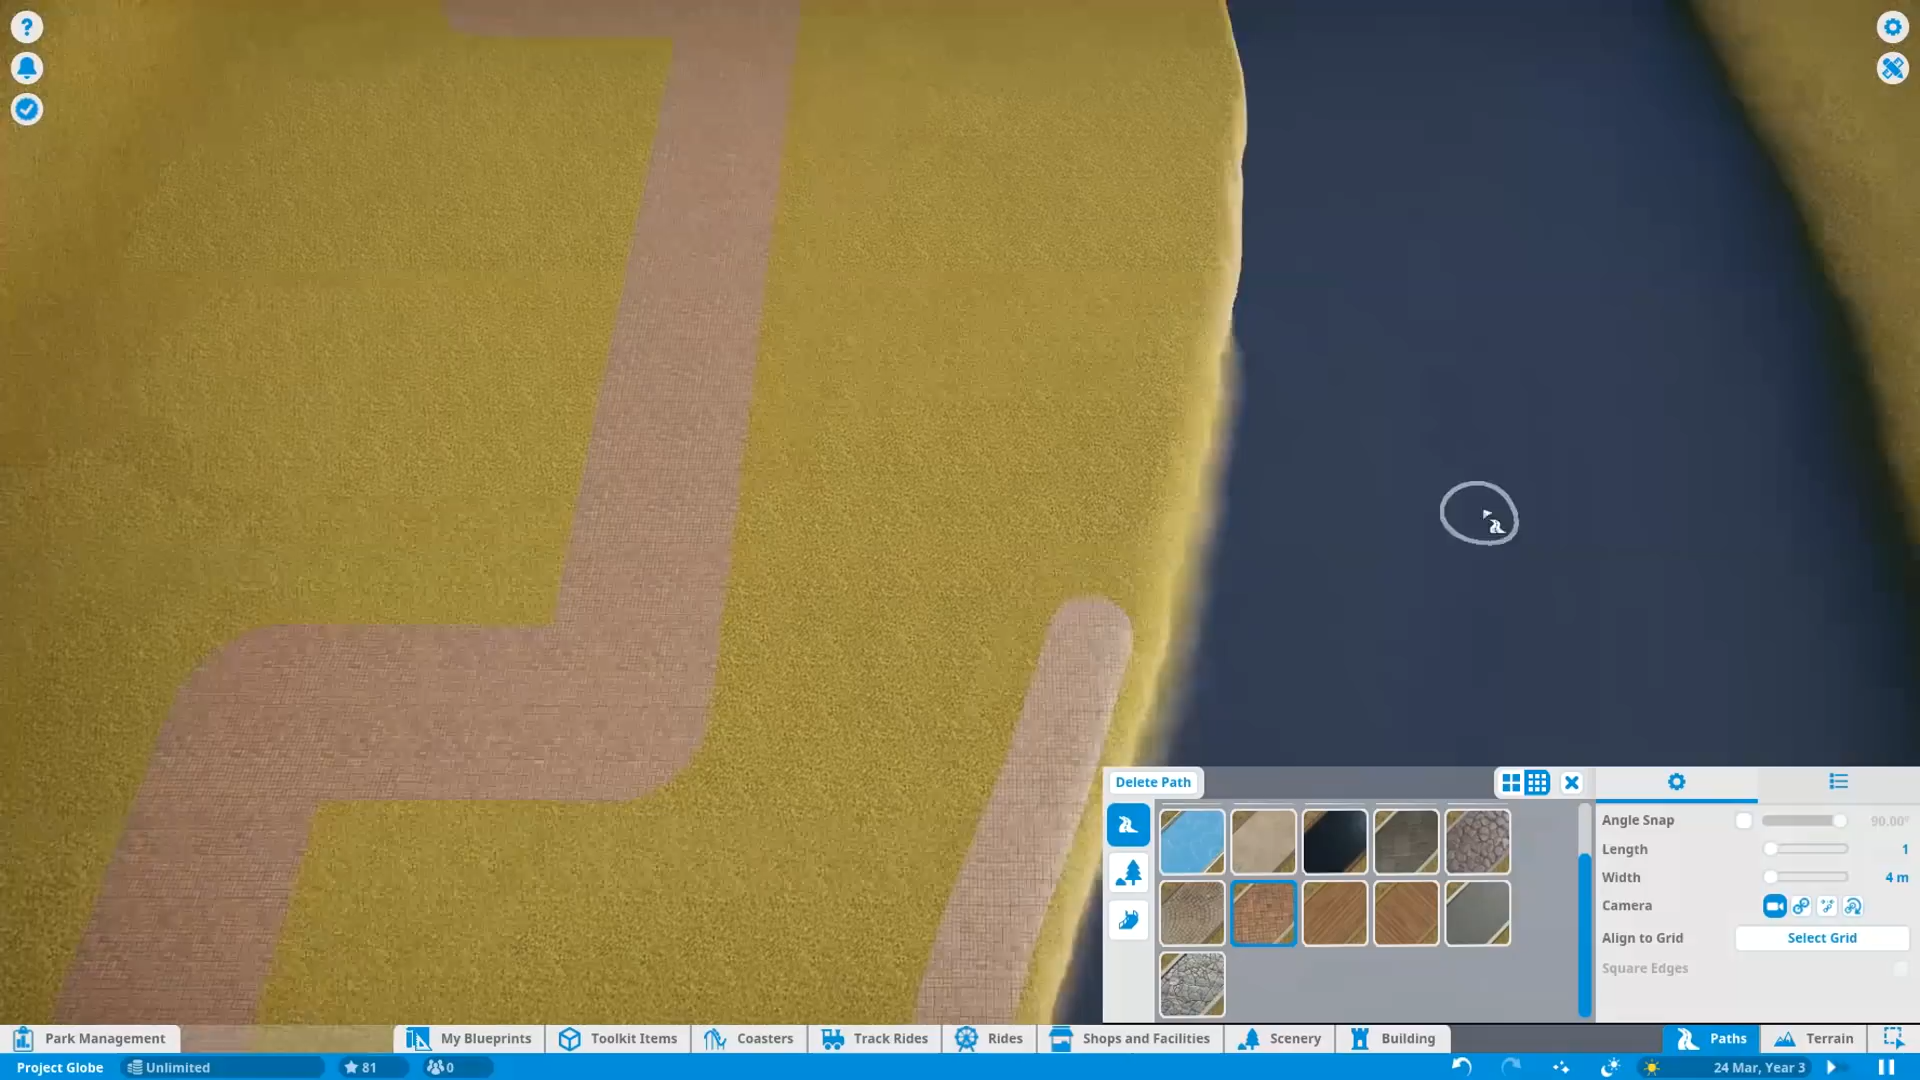 ?
Delete Path
Angle Snap 90.00°
Length 1
Width 4 m
Camera
Align to Grid Select Grid
Square Edges
Park Management My Blueprints Toolkit Items Coasters Track Rides Rides Shops and Facilities Scenery Building Paths Terrain
Project Globe Unlimited 81 0 24 Mar, Year 3